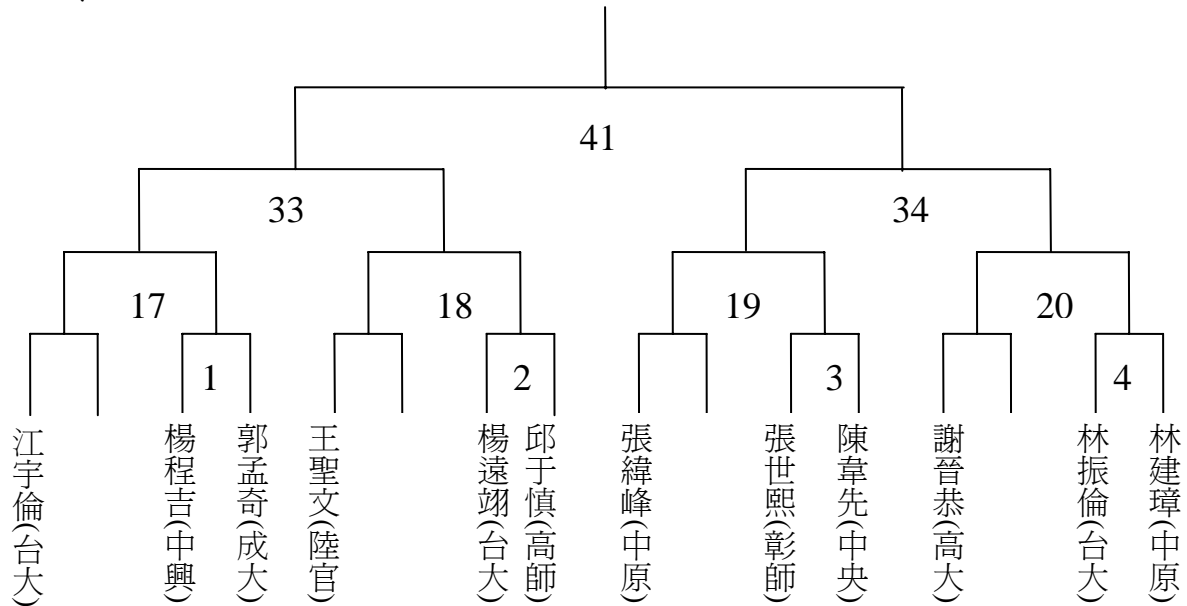 41
33
34
17
18
19
20
1
2
3
4
江宇倫(台大)
楊程吉(中興)
郭孟奇(成大)
王聖文(陸官)
楊遠翊(台大)
邱于慎(高師)
張緯峰(中原)
張世熙(彰師)
陳韋先(中央)
謝晉恭(高大)
林振倫(台大)
林建璋(中原)